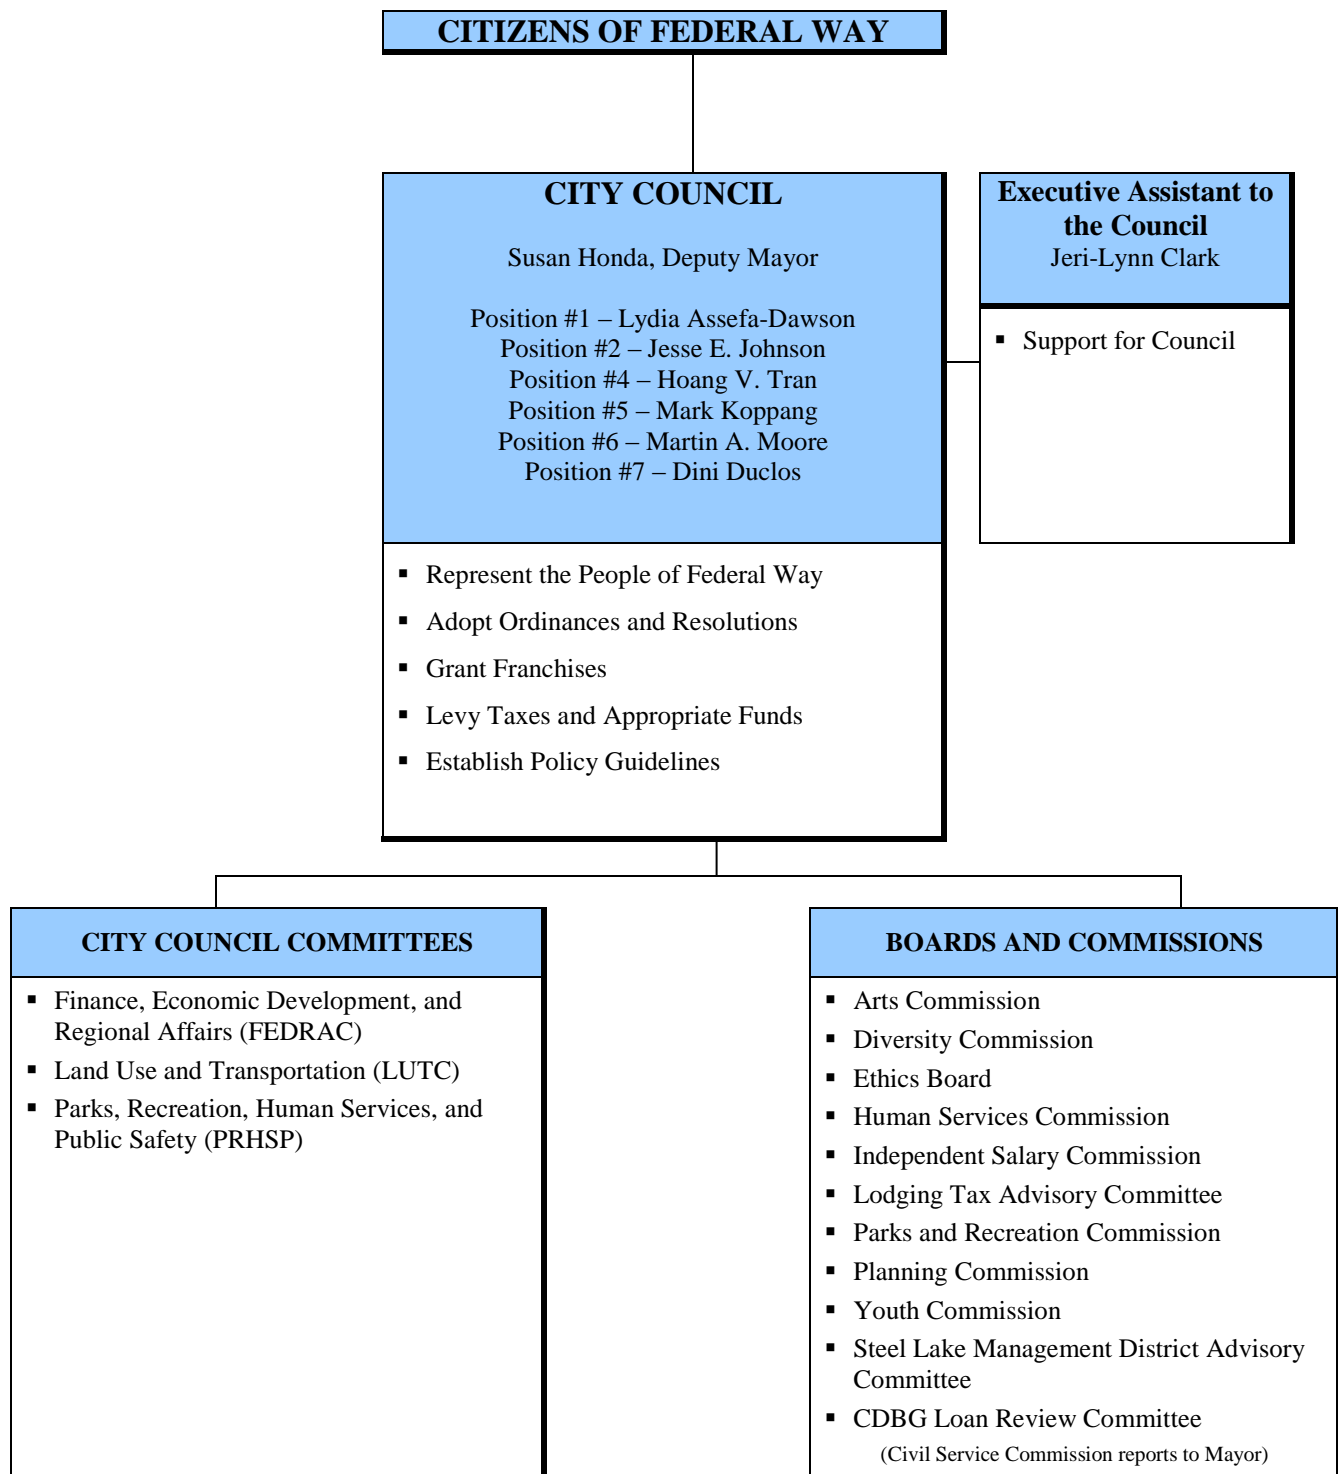 CITIZENS OF FEDERAL WAY
CITY COUNCIL
Susan Honda, Deputy Mayor
Position #1 – Lydia Assefa-Dawson
Position #2 – Jesse E. Johnson
Position #4 – Hoang V. Tran
Position #5 – Mark Koppang
Position #6 – Martin A. Moore
Position #7 – Dini Duclos
▪ Represent the People of Federal Way
▪ Adopt Ordinances and Resolutions
▪ Grant Franchises
▪ Levy Taxes and Appropriate Funds
▪ Establish Policy Guidelines
Executive Assistant to
the Council
Jeri-Lynn Clark
▪ Support for Council
CITY COUNCIL COMMITTEES
▪ Finance, Economic Development, and
Regional Affairs (FEDRAC)
▪ Land Use and Transportation (LUTC)
▪ Parks, Recreation, Human Services, and
Public Safety (PRHSP)
BOARDS AND COMMISSIONS
▪ Arts Commission
▪ Diversity Commission
▪ Ethics Board
▪ Human Services Commission
▪ Independent Salary Commission
▪ Lodging Tax Advisory Committee
▪ Parks and Recreation Commission
▪ Planning Commission
▪ Youth Commission
▪ Steel Lake Management District Advisory
Committee
▪ CDBG Loan Review Committee
(Civil Service Commission reports to Mayor)